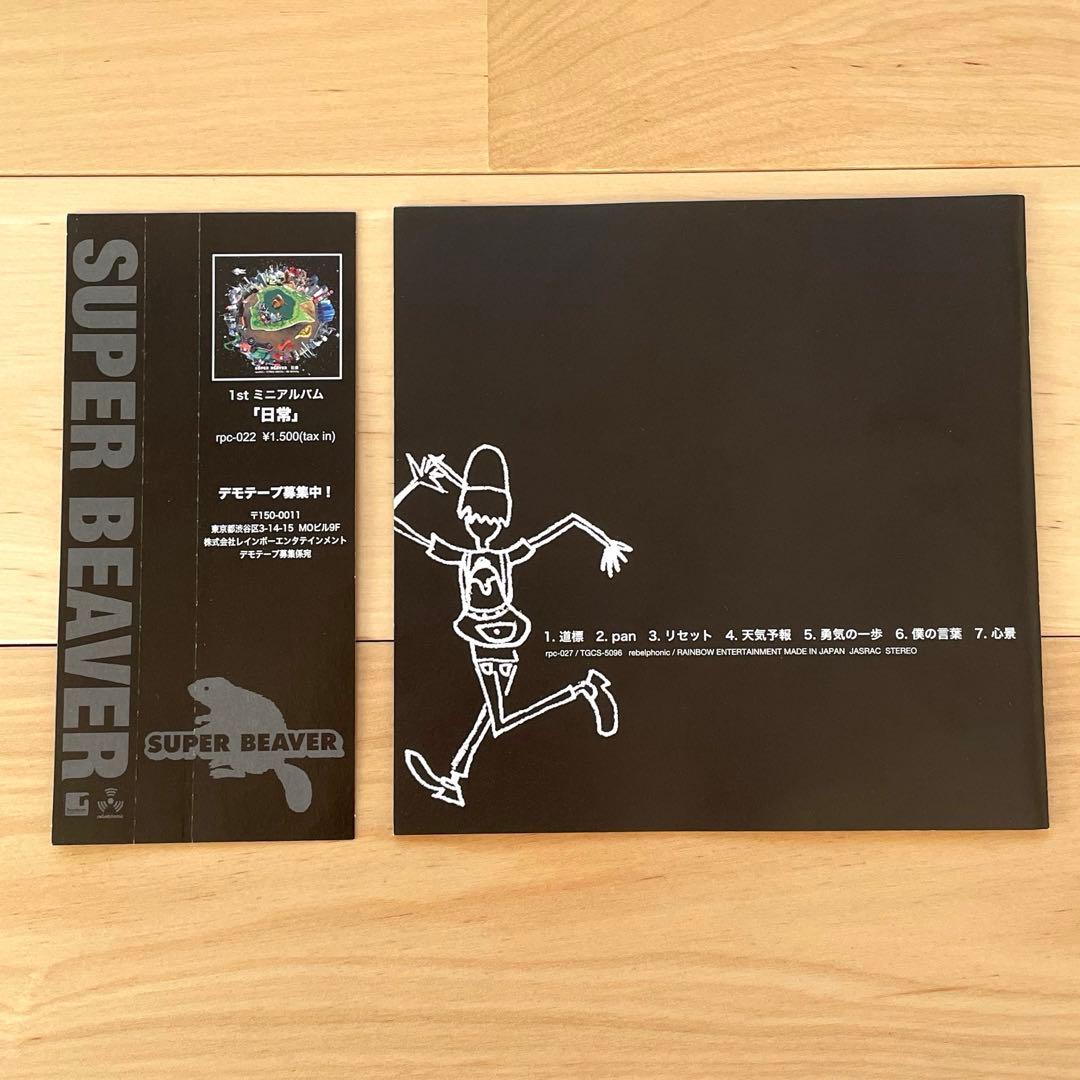 SUPER BEAVER
1st ミニアルバム
「日常」
rpc-022 ¥1.500(tax in)
デモテープ募集中！
〒150-0011
東京都渋谷区3-14-15 MOビル9F
株式会社レインボーエンタテインメント
デモテープ募集係宛
SUPER BEAVER
rebelphonic
1. 道標 2. pan 3. リセット 4. 天気予報 5. 勇気の一歩 6. 僕の言葉 7. 心景
rpc-027 / TGCS-5096 rebelphonic / RAINBOW ENTERTAINMENT MADE IN JAPAN JASRAC STEREO